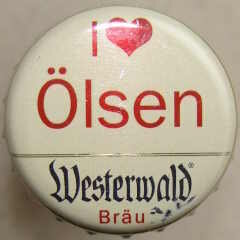 I ❤
Ölsen
Westerwald
Bräu